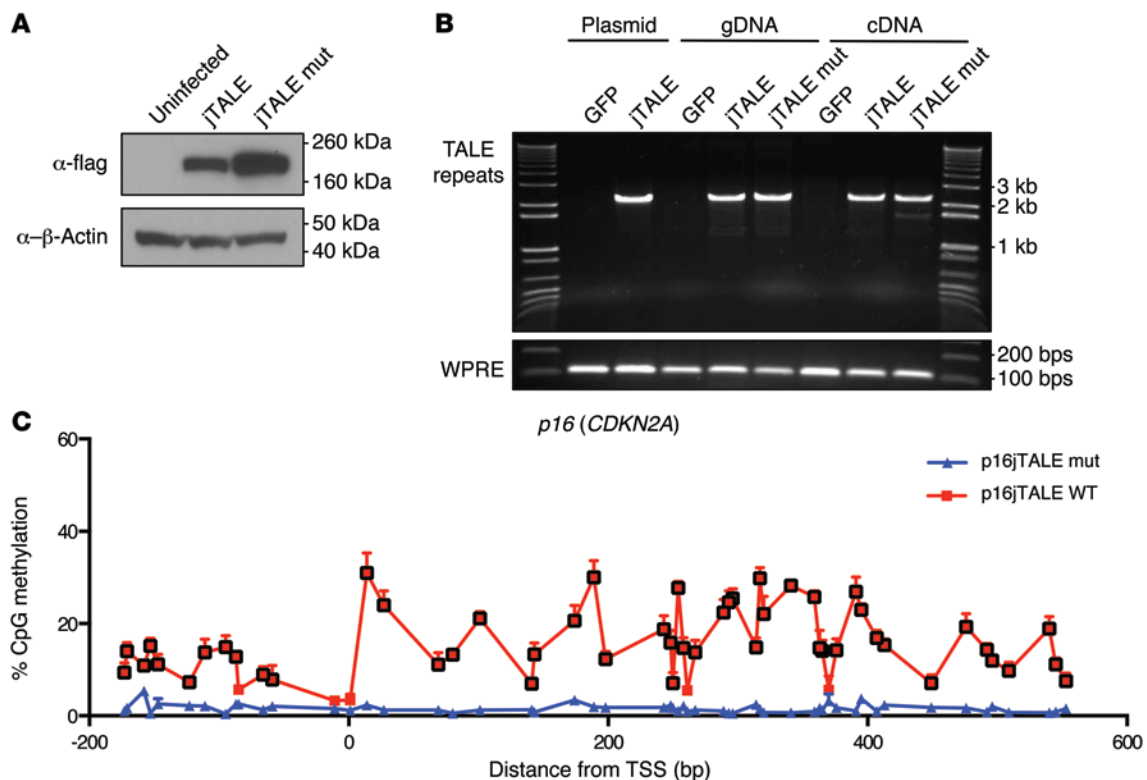 A
Uninfected
jTALE
jTALE mut
α-flag
260 kDa
160 kDa
α–β-Actin
50 kDa
40 kDa
B
Plasmid gDNA cDNA
GFP
jTALE
GFP
jTALE
jTALE mut
GFP
jTALE
jTALE mut
TALE
repeats
3 kb
2 kb
1 kb
WPRE
200 bps
100 bps
C
p16 (CDKN2A)
% CpG methylation
60
40
20
0
p16jTALE mut
p16jTALE WT
-200 0 200 400 600
Distance from TSS (bp)